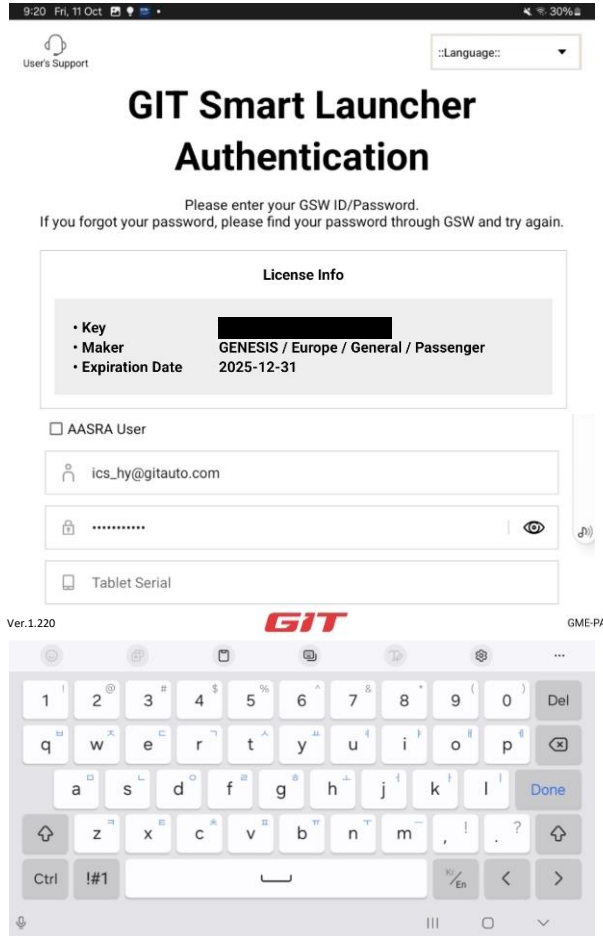 9:20 Fri, 11 Oct
30%
User's Support
::Language::
GIT Smart Launcher
Authentication
Please enter your GSW ID/Password.
If you forgot your password, please find your password through GSW and try again.
License Info
• Key
• Maker GENESIS / Europe / General / Passenger
• Expiration Date 2025-12-31
AASRA User
ics_hy@gitauto.com
•••••••••••
Tablet Serial
Ver.1.220
GIT
GME-PA
1 ! 2 @ 3 # 4 $ 5 % 6 ^ 7 & 8 * 9 ( 0 ) Del
q ㅂ w ㅈ e ㄷ r ㄱ t ㅅ y ㅛ u ㅕ i ㅑ o ㅐ p ㅔ
a ㅁ s ㄴ d ㅇ f ㄹ g ㅎ h ㅗ j ㅓ k ㅏ l ㅣ Done
z ㅋ x ㅌ c ㅊ v ㅍ b ㅠ n ㅜ m ㅡ , ! . ?
Ctrl !#1 En < >